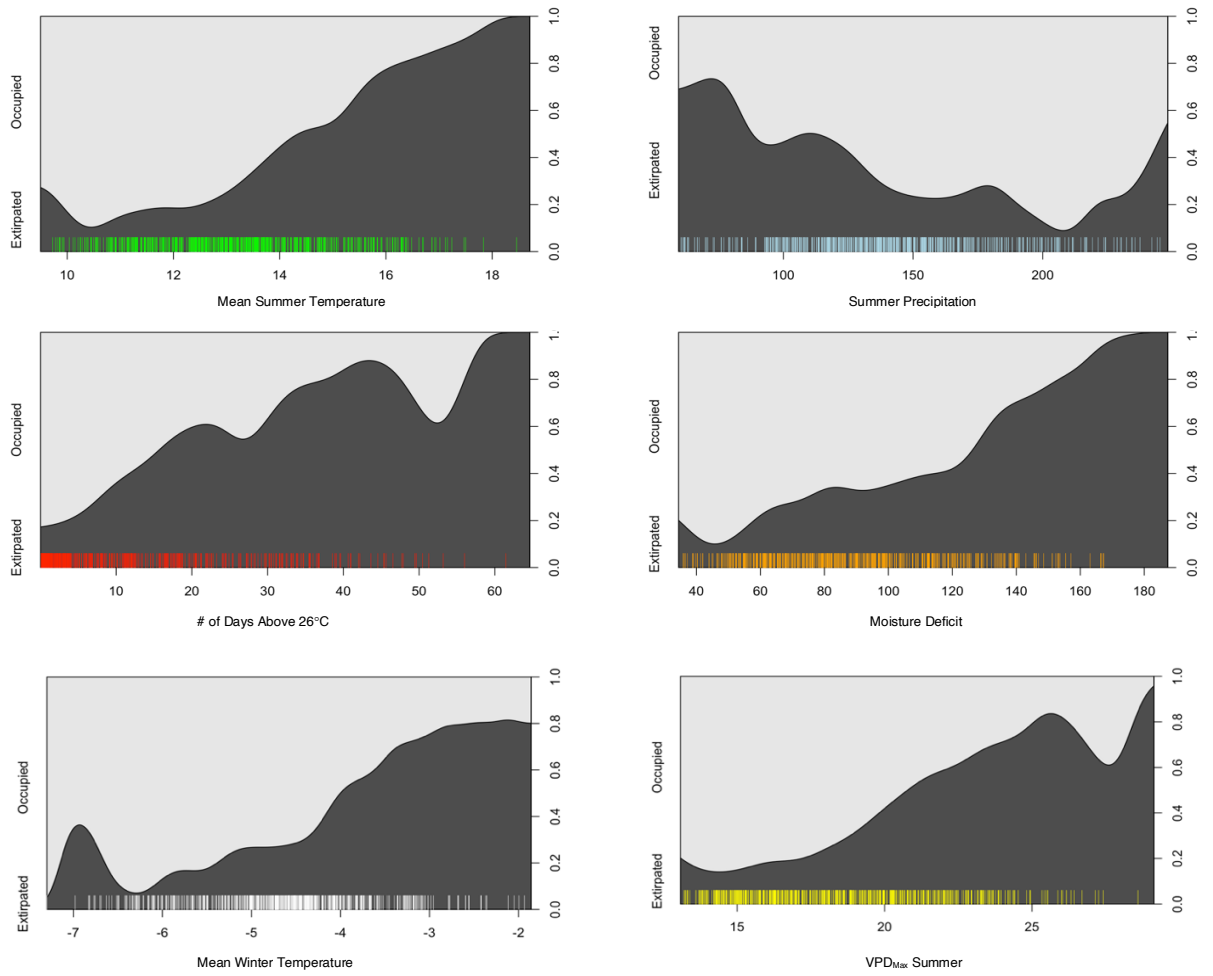 Occupied
Extirpated
0.0 0.2 0.4 0.6 0.8 1.0
10 12 14 16 18
Mean Summer Temperature
Occupied
Extirpated
0.0 0.2 0.4 0.6 0.8 1.0
100 150 200
Summer Precipitation
Occupied
Extirpated
0.0 0.2 0.4 0.6 0.8 1.
10 20 30 40 50 60
# of Days Above 26°C
Occupied
Extirpated
0.0 0.2 0.4 0.6 0.8 1.
40 60 80 100 120 140 160 180
Moisture Deficit
Occupied
Extirpated
0.0 0.2 0.4 0.6 0.8 1.0
-7 -6 -5 -4 -3 -2
Mean Winter Temperature
Occupied
Extirpated
0.0 0.2 0.4 0.6 0.8 1.0
15 20 25
VPDMax Summer